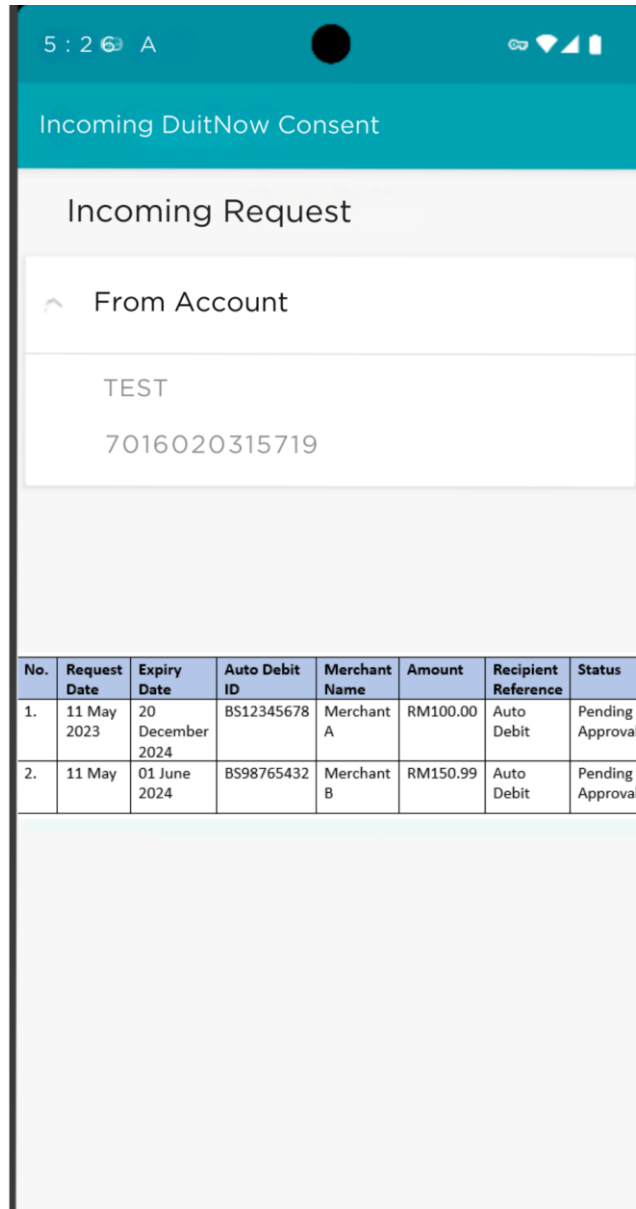 5:26 A
Incoming DuitNow Consent
Incoming Request
From Account
TEST
7016020315719
No. Request Date Expiry Date Auto Debit ID Merchant Name Amount Recipient Reference Status
1. 11 May 2023 20 December 2024 BS12345678 Merchant A RM100.00 Auto Debit Pending Approval
2. 11 May 01 June 2024 BS98765432 Merchant B RM150.99 Auto Debit Pending Approval